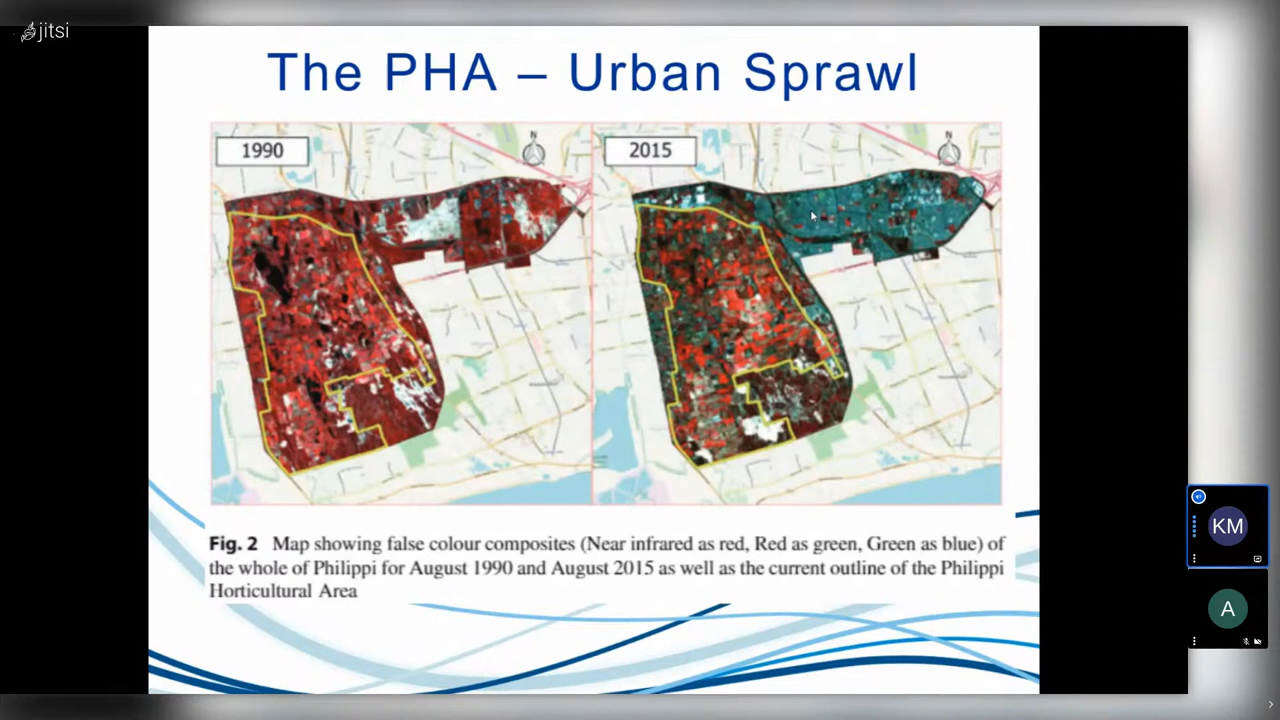 jitsi
The PHA – Urban Sprawl
1990
N
2015
N
Fig. 2 Map showing false colour composites (Near infrared as red, Red as green, Green as blue) of
the whole of Philippi for August 1990 and August 2015 as well as the current outline of the Philippi
Horticultural Area
KM
A